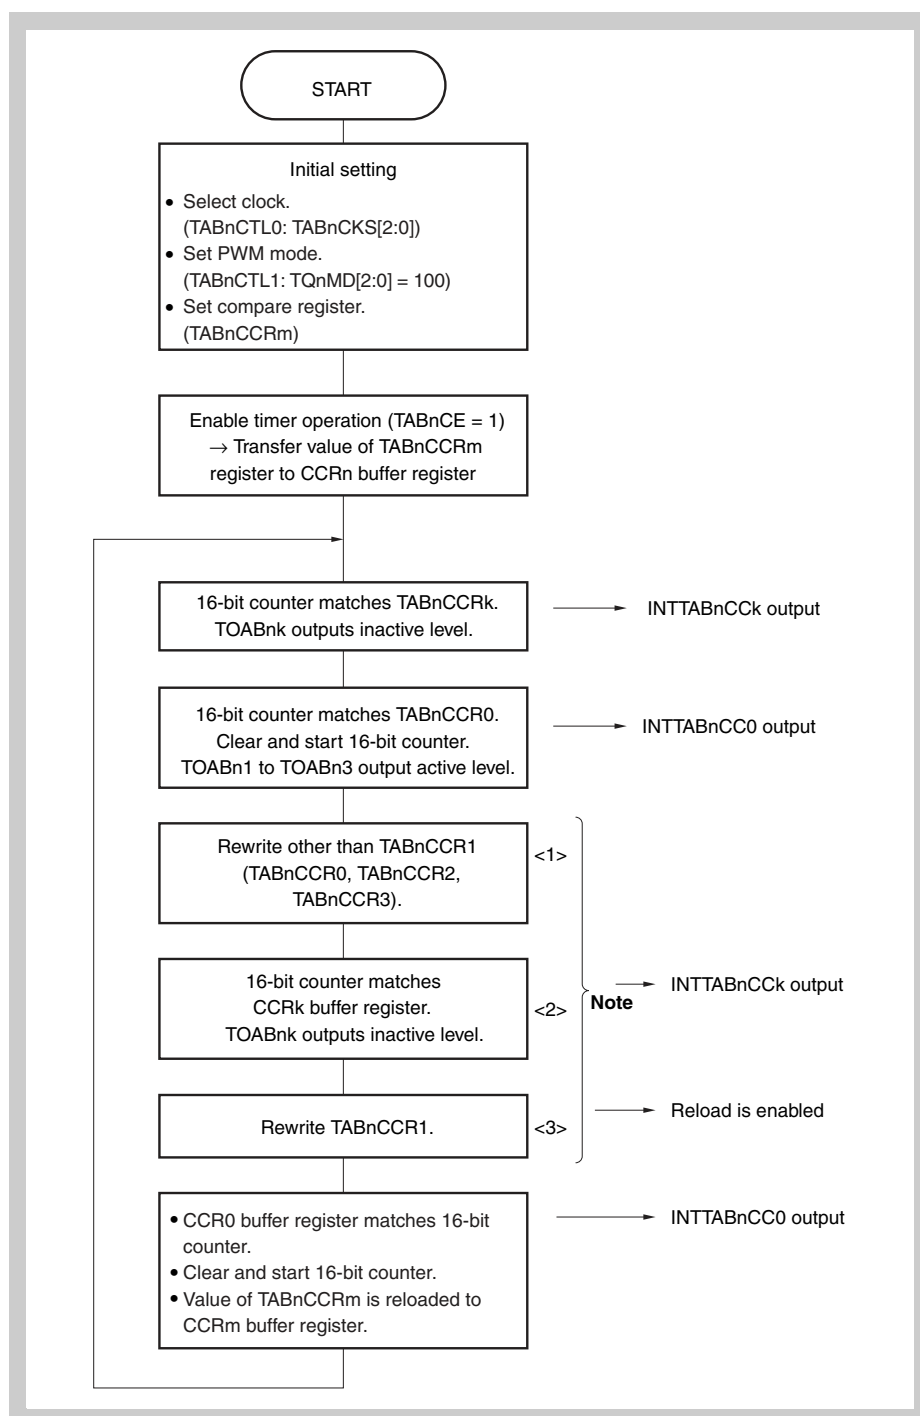 START
Initial setting
• Select clock.
(TABnCTL0: TABnCKS[2:0])
• Set PWM mode.
(TABnCTL1: TQnMD[2:0] = 100)
• Set compare register.
(TABnCCRm)
Enable timer operation (TABnCE = 1)
→ Transfer value of TABnCCRm
register to CCRn buffer register
16-bit counter matches TABnCCRk.
TOABnk outputs inactive level.
INTTABnCCk output
16-bit counter matches TABnCCR0.
Clear and start 16-bit counter.
TOABn1 to TOABn3 output active level.
INTTABnCC0 output
Rewrite other than TABnCCR1
(TABnCCR0, TABnCCR2,
TABnCCR3).
<1>
16-bit counter matches
CCRk buffer register.
TOABnk outputs inactive level.
<2>
Note
INTTABnCCk output
Rewrite TABnCCR1.
<3>
Reload is enabled
• CCR0 buffer register matches 16-bit
counter.
• Clear and start 16-bit counter.
• Value of TABnCCRm is reloaded to
CCRm buffer register.
INTTABnCC0 output